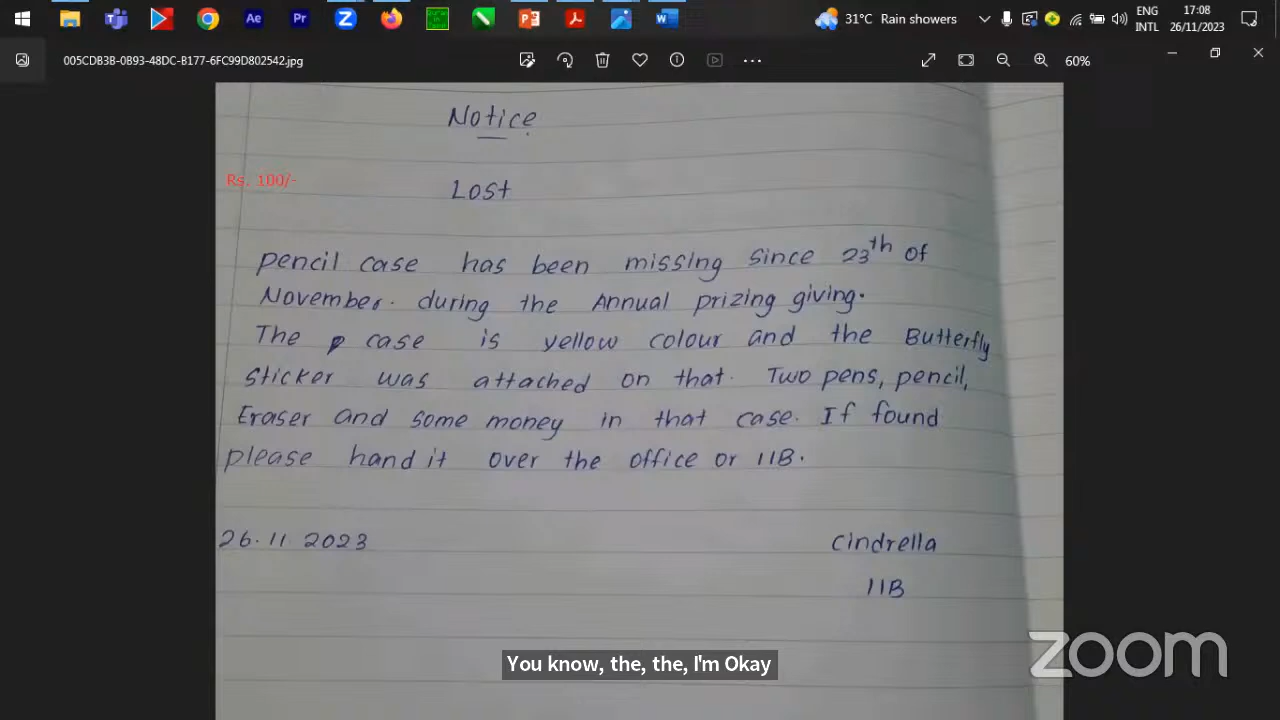 31°C Rain showers
ENG
INTL
17:08
26/11/2023
Ae
Pr
005CDB3B-0B93-48DC-B177-6FC99D802542.jpg
60%
Notice
Rs. 100/-
Lost
pencil case has been missing since 23th of
November. during the Annual prizing giving.
The p case is yellow colour and the Butterfly
sticker was attached on that. Two pens, pencil,
Eraser and some money in that case. If found
please hand it over the office or 11B.
26.11.2023
Cindrella
11B
You know, the, the, I'm Okay
zoom